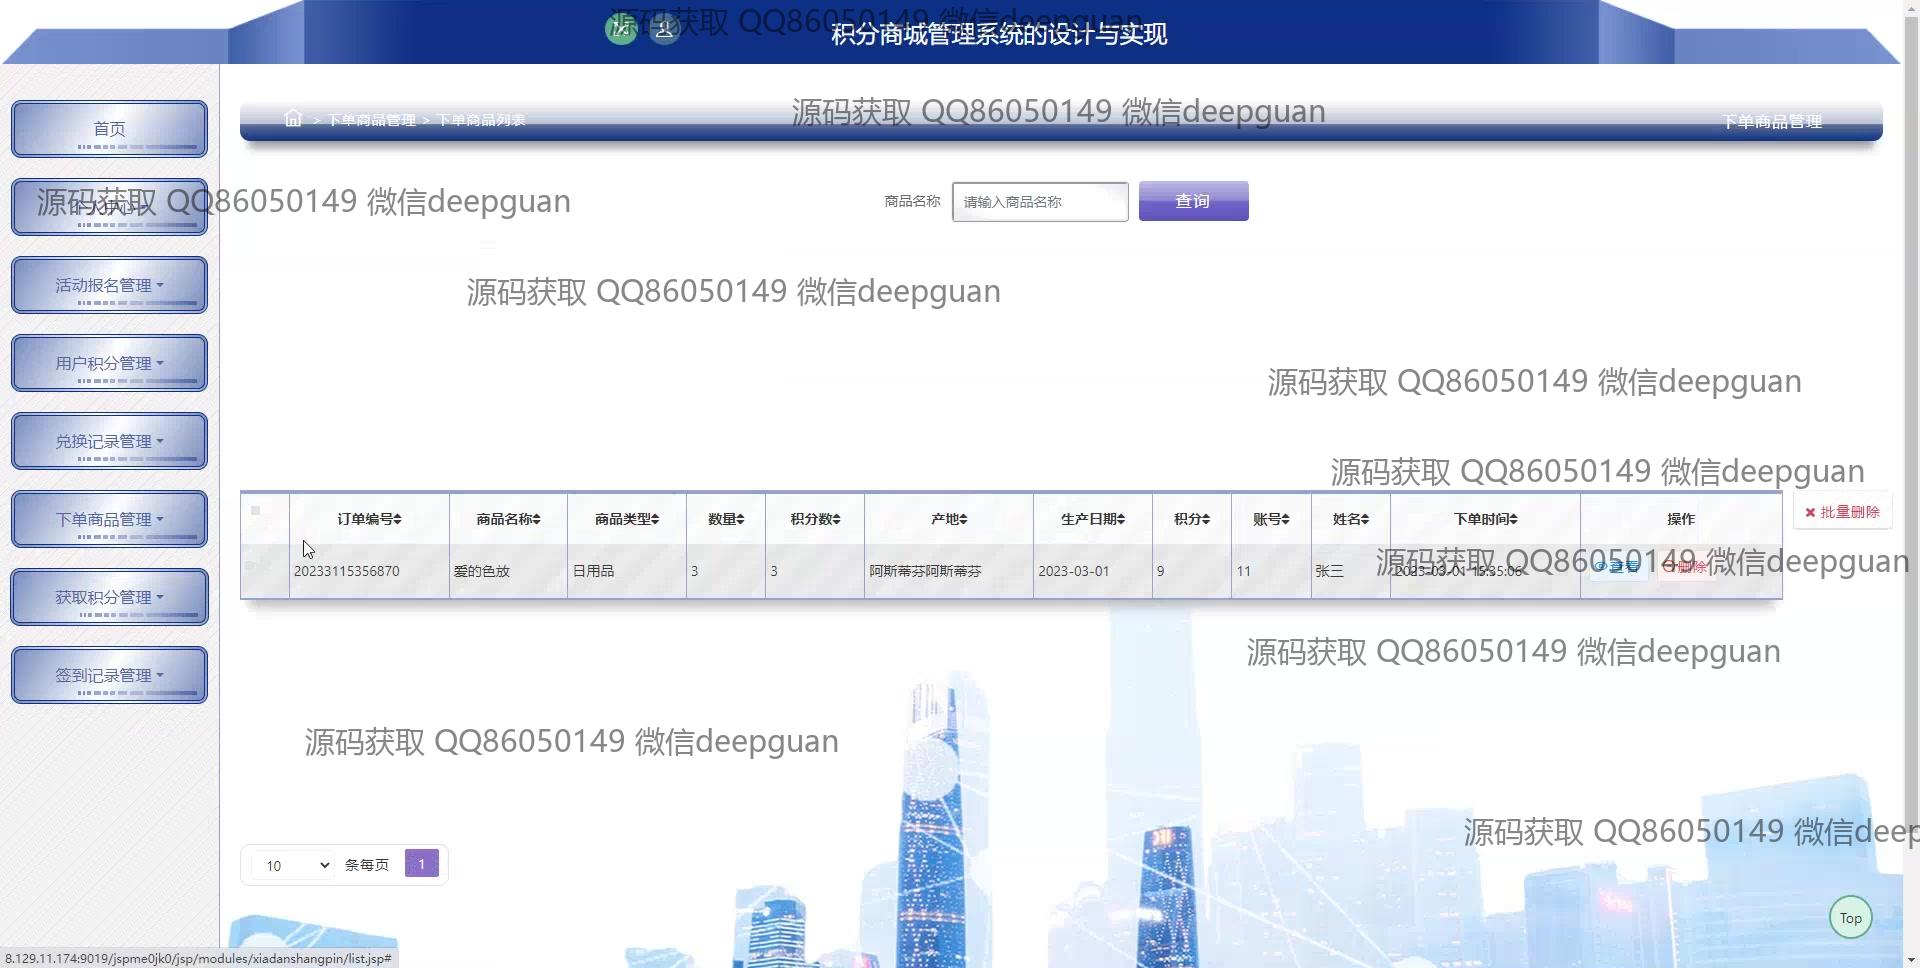 源码获取 QQ86050149 微信deepguan
积分商城管理系统的设计与实现
源码获取 QQ86050149 微信deepguan
> 下单商品管理 > 下单商品列表
下单商品管理
首页
源码获取 QQ86050149 微信deepguan
个人中心
商品名称 请输入商品名称 查询
活动报名管理
源码获取 QQ86050149 微信deepguan
用户积分管理
源码获取 QQ86050149 微信deepguan
兑换记录管理
源码获取 QQ86050149 微信deepguan
下单商品管理
订单编号 商品名称 商品类型 数量 积分数 产地 生产日期 积分 账号 姓名 下单时间 操作
批量删除
20233115356870 爱的色放 日用品 3 3 阿斯蒂芬阿斯蒂芬 2023-03-01 9 11 张三 2023-03-01 15:35:06 查看 删除
源码获取 QQ86050149 微信deepguan
获取积分管理
源码获取 QQ86050149 微信deepguan
签到记录管理
源码获取 QQ86050149 微信deepguan
源码获取 QQ86050149 微信deep
10 条每页 1
Top
8.129.11.174:9019/jspme0jk0/jsp/modules/xiadanshangpin/list.jsp#